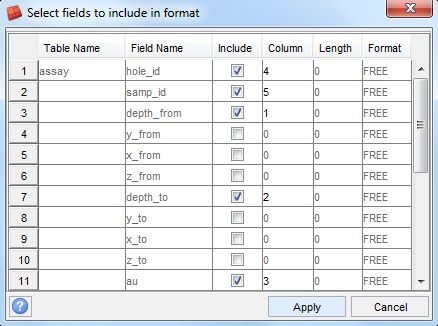 Select fields to include in format
Table Name Field Name Include Column Length Format
1 assay hole_id 4 0 FREE
2 samp_id 5 0 FREE
3 depth_from 1 0 FREE
4 y_from 0 0 FREE
5 x_from 0 0 FREE
6 z_from 0 0 FREE
7 depth_to 2 0 FREE
8 y_to 0 0 FREE
9 x_to 0 0 FREE
10 z_to 0 0 FREE
11 au 3 0 FREE
? Apply Cancel